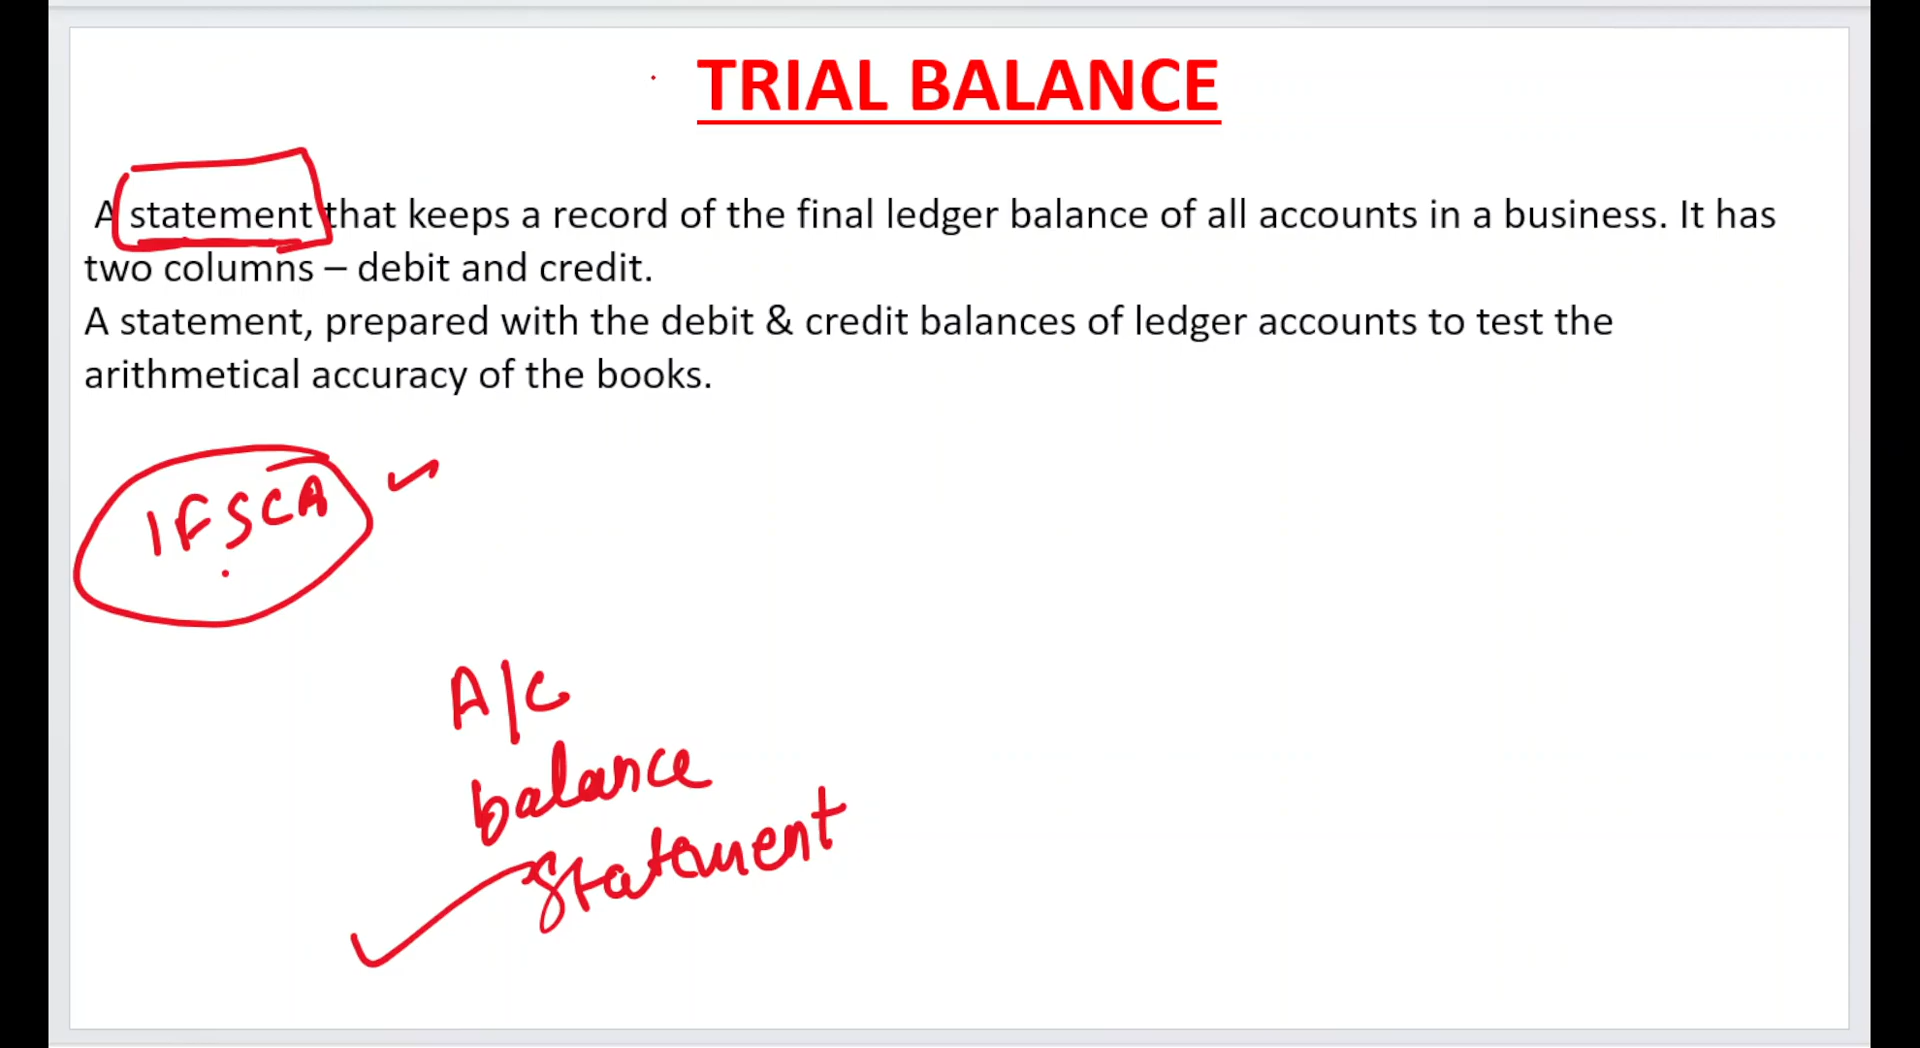 TRIAL BALANCE
A statement that keeps a record of the final ledger balance of all accounts in a business. It has
two columns – debit and credit.
A statement, prepared with the debit & credit balances of ledger accounts to test the
arithmetical accuracy of the books.
IFSCA
A/C
balance
statement